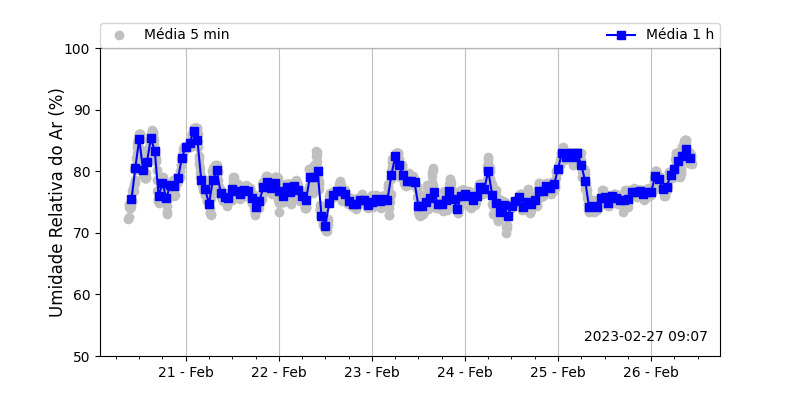 Média 5 min
Média 1 h
Umidade Relativa do Ar (%)
100
90
80
70
60
50
2023-02-27 09:07
21 - Feb
22 - Feb
23 - Feb
24 - Feb
25 - Feb
26 - Feb